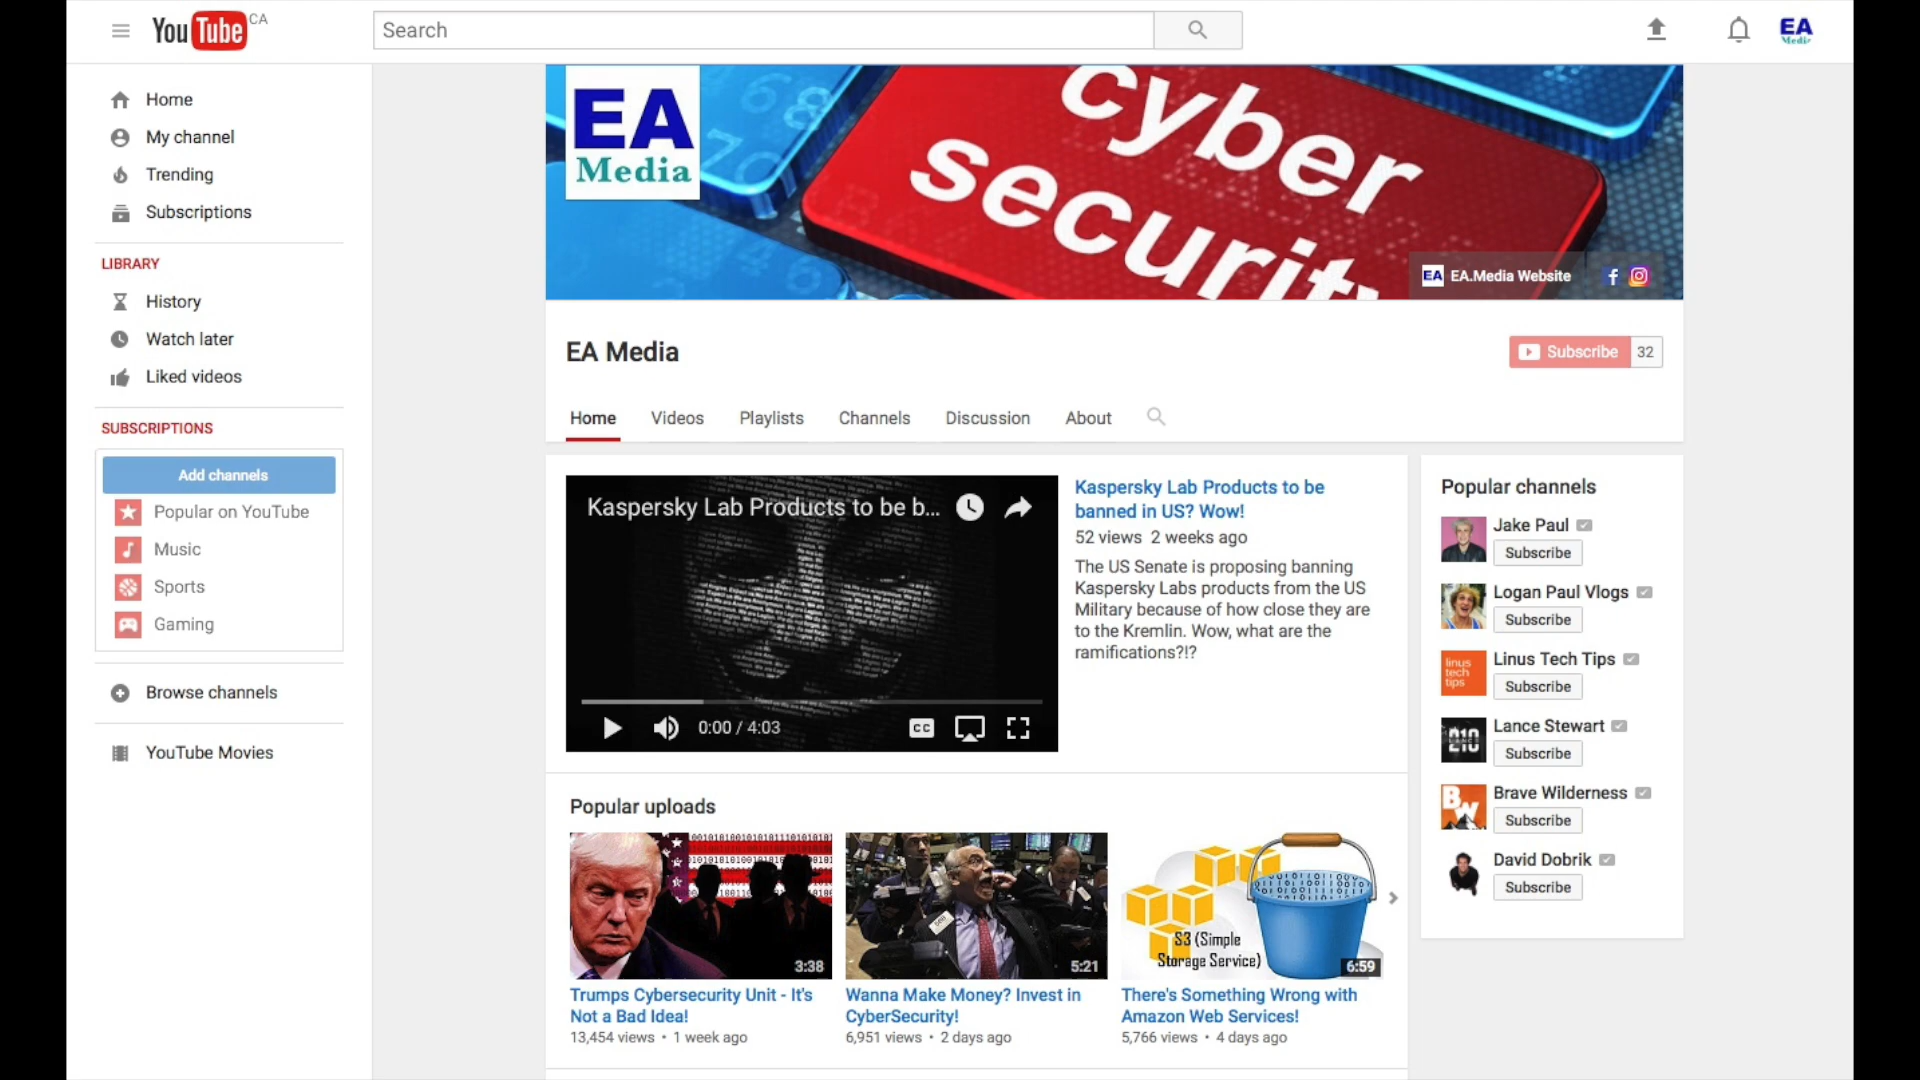 YouTube CA
Search
EA
Media
Home
My channel
Trending
Subscriptions
LIBRARY
History
Watch later
Liked videos
SUBSCRIPTIONS
Add channels
Popular on YouTube
Music
Sports
Gaming
Browse channels
YouTube Movies
EA
Media
cyber
security
EA EA.Media Website
EA Media
Subscribe 32
Home Videos Playlists Channels Discussion About
Kaspersky Lab Products to be b...
0:00 / 4:03
CC
Kaspersky Lab Products to be
banned in US? Wow!
52 views 2 weeks ago
The US Senate is proposing banning
Kaspersky Labs products from the US
Military because of how close they are
to the Kremlin. Wow, what are the
ramifications?!?
Popular uploads
3:38
Trumps Cybersecurity Unit - It's
Not a Bad Idea!
13,454 views • 1 week ago
5:21
Wanna Make Money? Invest in
CyberSecurity!
6,951 views • 2 days ago
S3 (Simple
Storage Service)
6:59
There's Something Wrong with
Amazon Web Services!
5,766 views • 4 days ago
Popular channels
Jake Paul
Subscribe
Logan Paul Vlogs
Subscribe
linus
tech
tips
Linus Tech Tips
Subscribe
210
Lance Stewart
Subscribe
BW
Brave Wilderness
Subscribe
David Dobrik
Subscribe